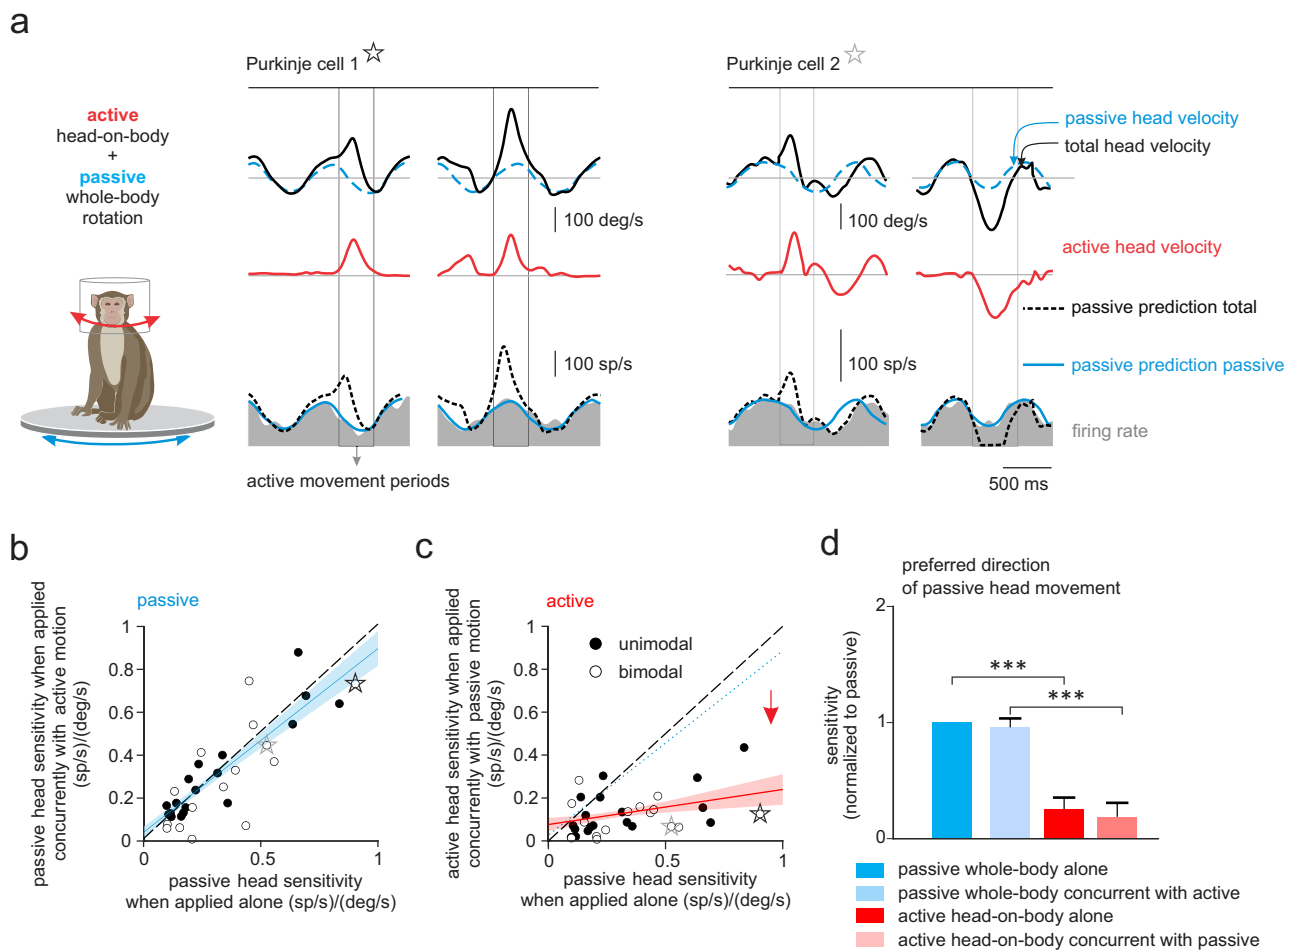 a
Purkinje cell 1
Purkinje cell 2
active
head-on-body
+
passive
whole-body
rotation
passive head velocity
total head velocity
100 deg/s
100 deg/s
active head velocity
passive prediction total
100 sp/s
100 sp/s
passive prediction passive
firing rate
active movement periods
500 ms
b
passive head sensitivity when applied
concurrently with active motion
(sp/s)/(deg/s)
passive
1
0.8
0.6
0.4
0.2
0
0
0.5
1
passive head sensitivity
when applied alone (sp/s)/(deg/s)
c
active head sensitivity when applied
concurrently with passive motion
(sp/s)/(deg/s)
active
unimodal
bimodal
1
0.8
0.6
0.4
0.2
0
0
0.5
1
passive head sensitivity
when applied alone (sp/s)/(deg/s)
d
preferred direction
of passive head movement
sensitivity
(normalized to passive)
2
1
0
***
***
passive whole-body alone
passive whole-body concurrent with active
active head-on-body alone
active head-on-body concurrent with passive